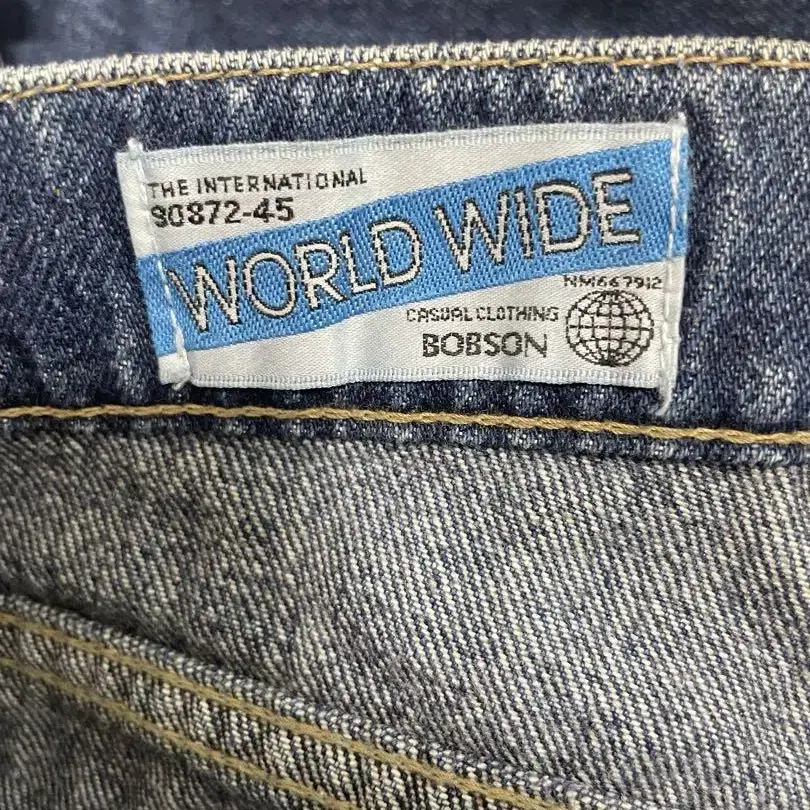 THE INTERNATIONAL
90872-45
WORLD WIDE
NM667912
CASUAL CLOTHING
BOBSON